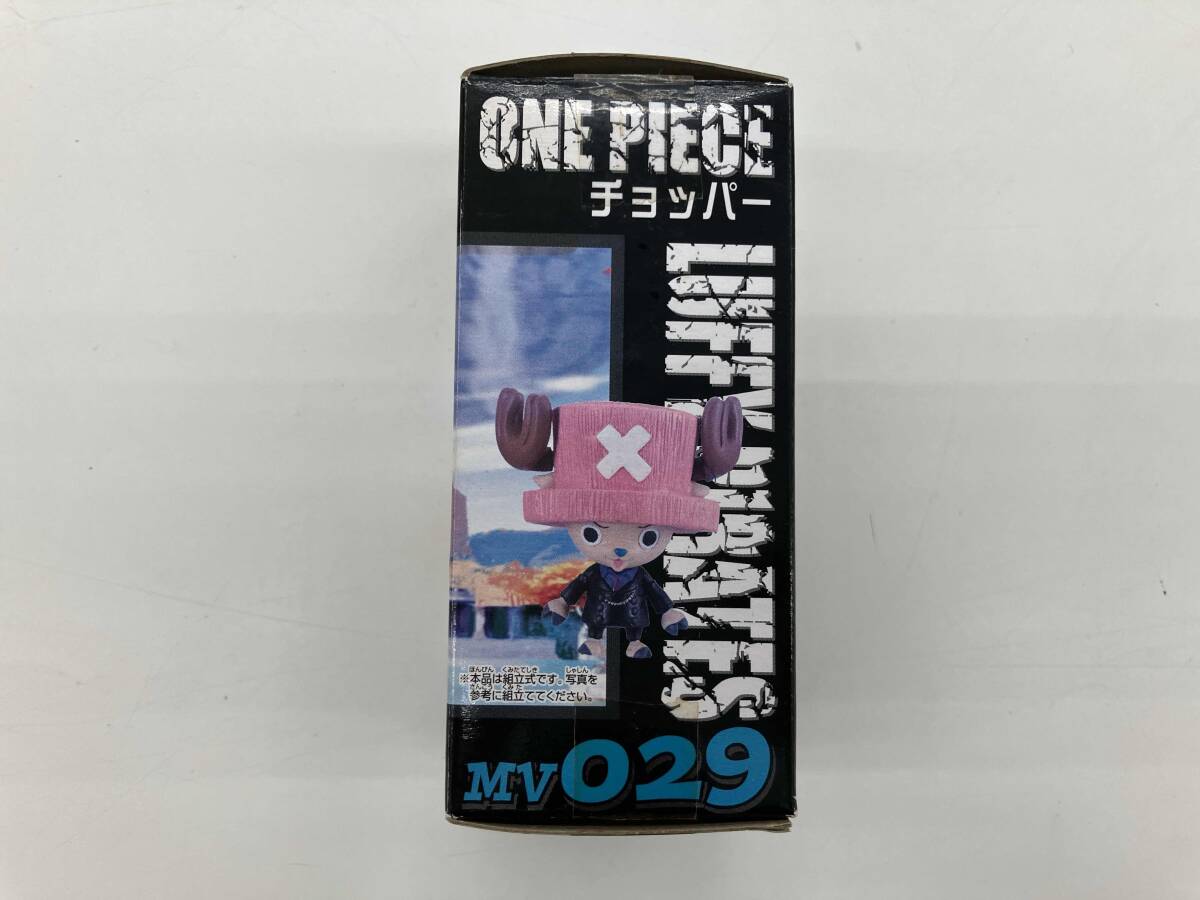 ONE PIECE
チョッパー
LUFFY PIRATES
ほんぴん くみたてしき しゃしん
※本品は組立式です。写真を
さんこう くみた
参考に組立ててください。
MV029